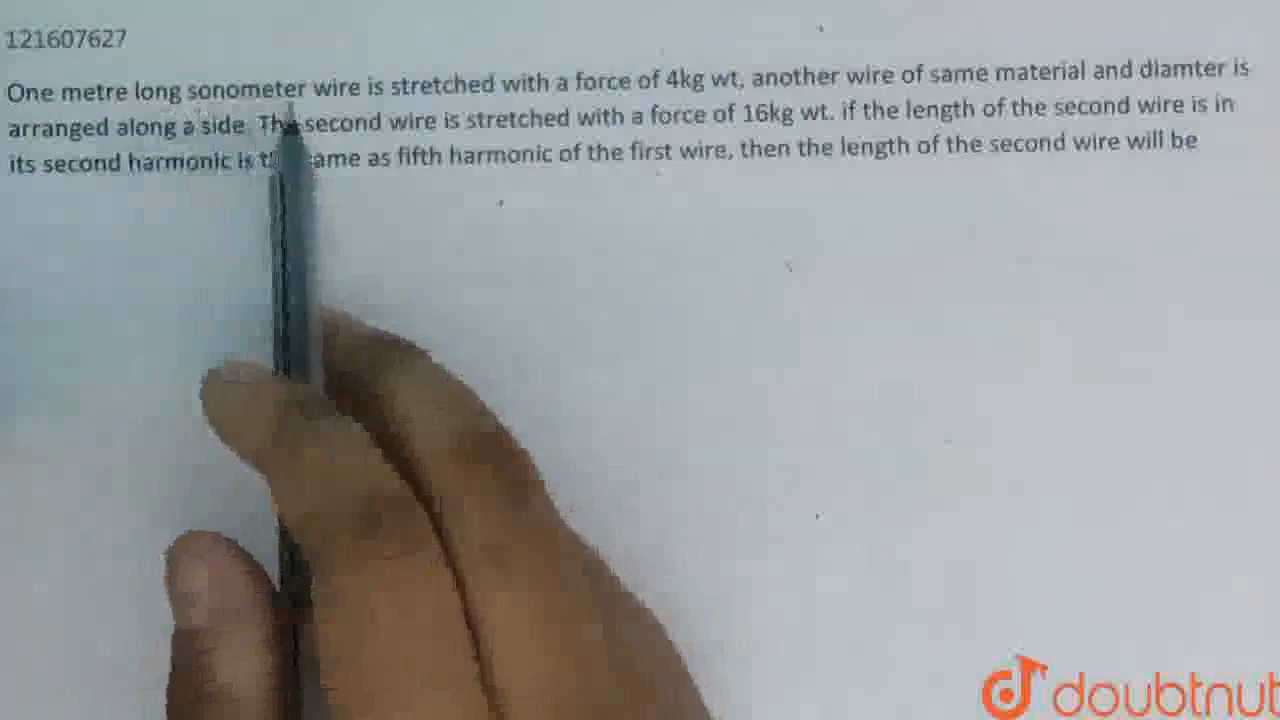 121607627
One metre long sonometer wire is stretched with a force of 4kg wt, another wire of same material and diamter is
arranged along a side. The second wire is stretched with a force of 16kg wt. if the length of the second wire is in
its second harmonic is the same as fifth harmonic of the first wire, then the length of the second wire will be
doubtnut